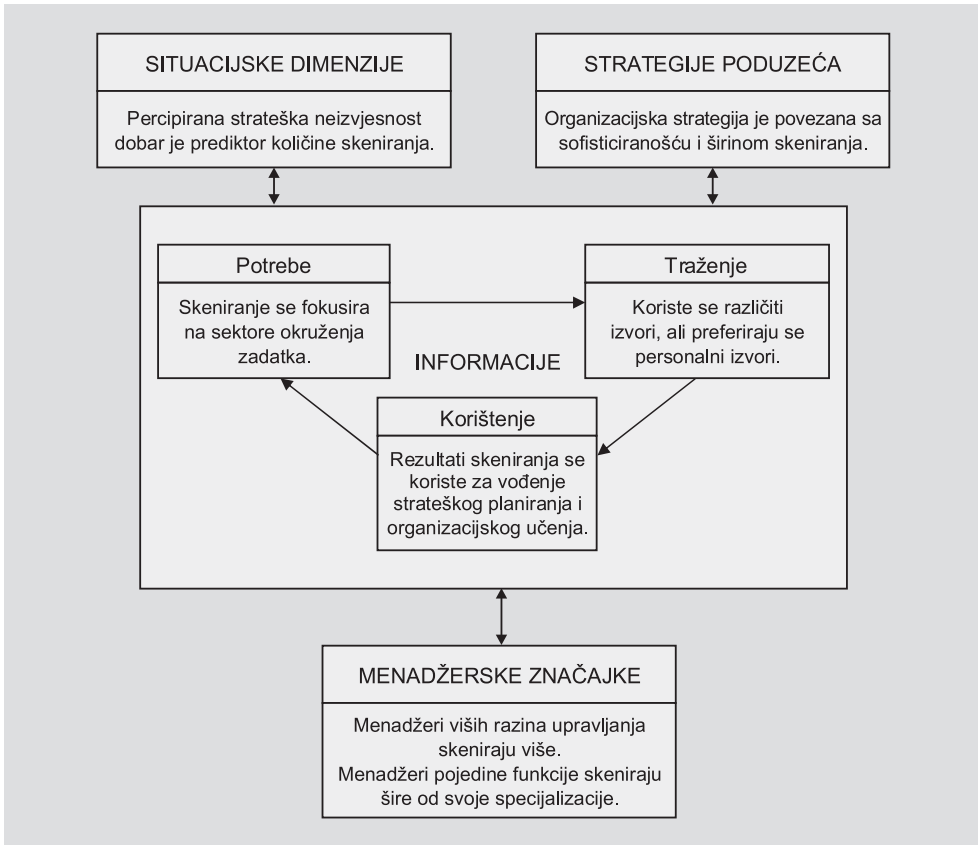 SITUACIJSKE DIMENZIJE
Percipirana strateška neizvjesnost
dobar je prediktor količine skeniranja.
STRATEGIJE PODUZEĆA
Organizacijska strategija je povezana sa
sofisticiranošću i širinom skeniranja.
Potrebe
Skeniranje se fokusira
na sektore okruženja
zadatka.
Traženje
Koriste se različiti
izvori, ali preferiraju se
personalni izvori.
INFORMACIJE
Korištenje
Rezultati skeniranja se
koriste za vođenje
strateškog planiranja i
organizacijskog učenja.
MENADŽERSKE ZNAČAJKE
Menadžeri viših razina upravljanja
skeniraju više.
Menadžeri pojedine funkcije skeniraju
šire od svoje specijalizacije.